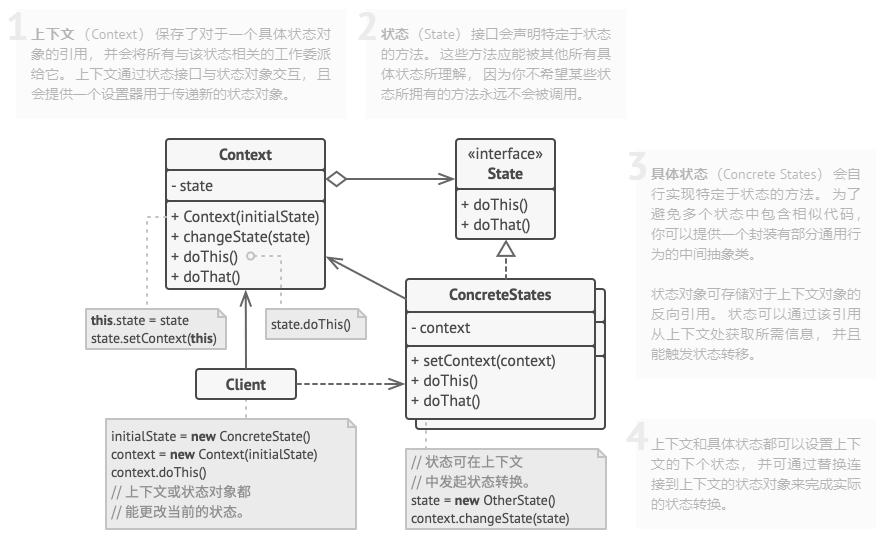 1
上下文 （Context） 保存了对于一个具体状态对
象的引用， 并会将所有与该状态相关的工作委派
给它。 上下文通过状态接口与状态对象交互， 且
会提供一个设置器用于传递新的状态对象。
2
状态 （State） 接口会声明特定于状态
的方法。 这些方法应能被其他所有具
体状态所理解， 因为你不希望某些状
态所拥有的方法永远不会被调用。
Context
- state
+ Context(initialState)
+ changeState(state)
+ doThis()
+ doThat()
«interface»
State
+ doThis()
+ doThat()
3
具体状态 （Concrete States） 会自
行实现特定于状态的方法。 为了
避免多个状态中包含相似代码，
你可以提供一个封装有部分通用行
为的中间抽象类。
状态对象可存储对于上下文对象的
反向引用。 状态可以通过该引用
从上下文处获取所需信息， 并且
能触发状态转移。
this.state = state
state.setContext(this)
state.doThis()
ConcreteStates
- context
+ setContext(context)
+ doThis()
+ doThat()
Client
initialState = new ConcreteState()
context = new Context(initialState)
context.doThis()
// 上下文或状态对象都
// 能更改当前的状态。
// 状态可在上下文
// 中发起状态转换。
state = new OtherState()
context.changeState(state)
4
上下文和具体状态都可以设置上下
文的下个状态， 并可通过替换连
接到上下文的状态对象来完成实际
的状态转换。